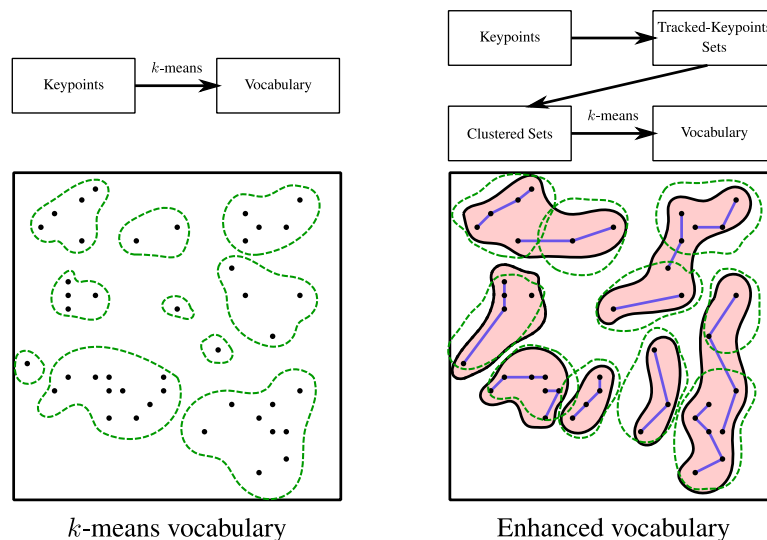 k-means
Keypoints
Vocabulary
k-means vocabulary
Keypoints
Tracked-Keypoints
Sets
k-means
Clustered Sets
Vocabulary
Enhanced vocabulary